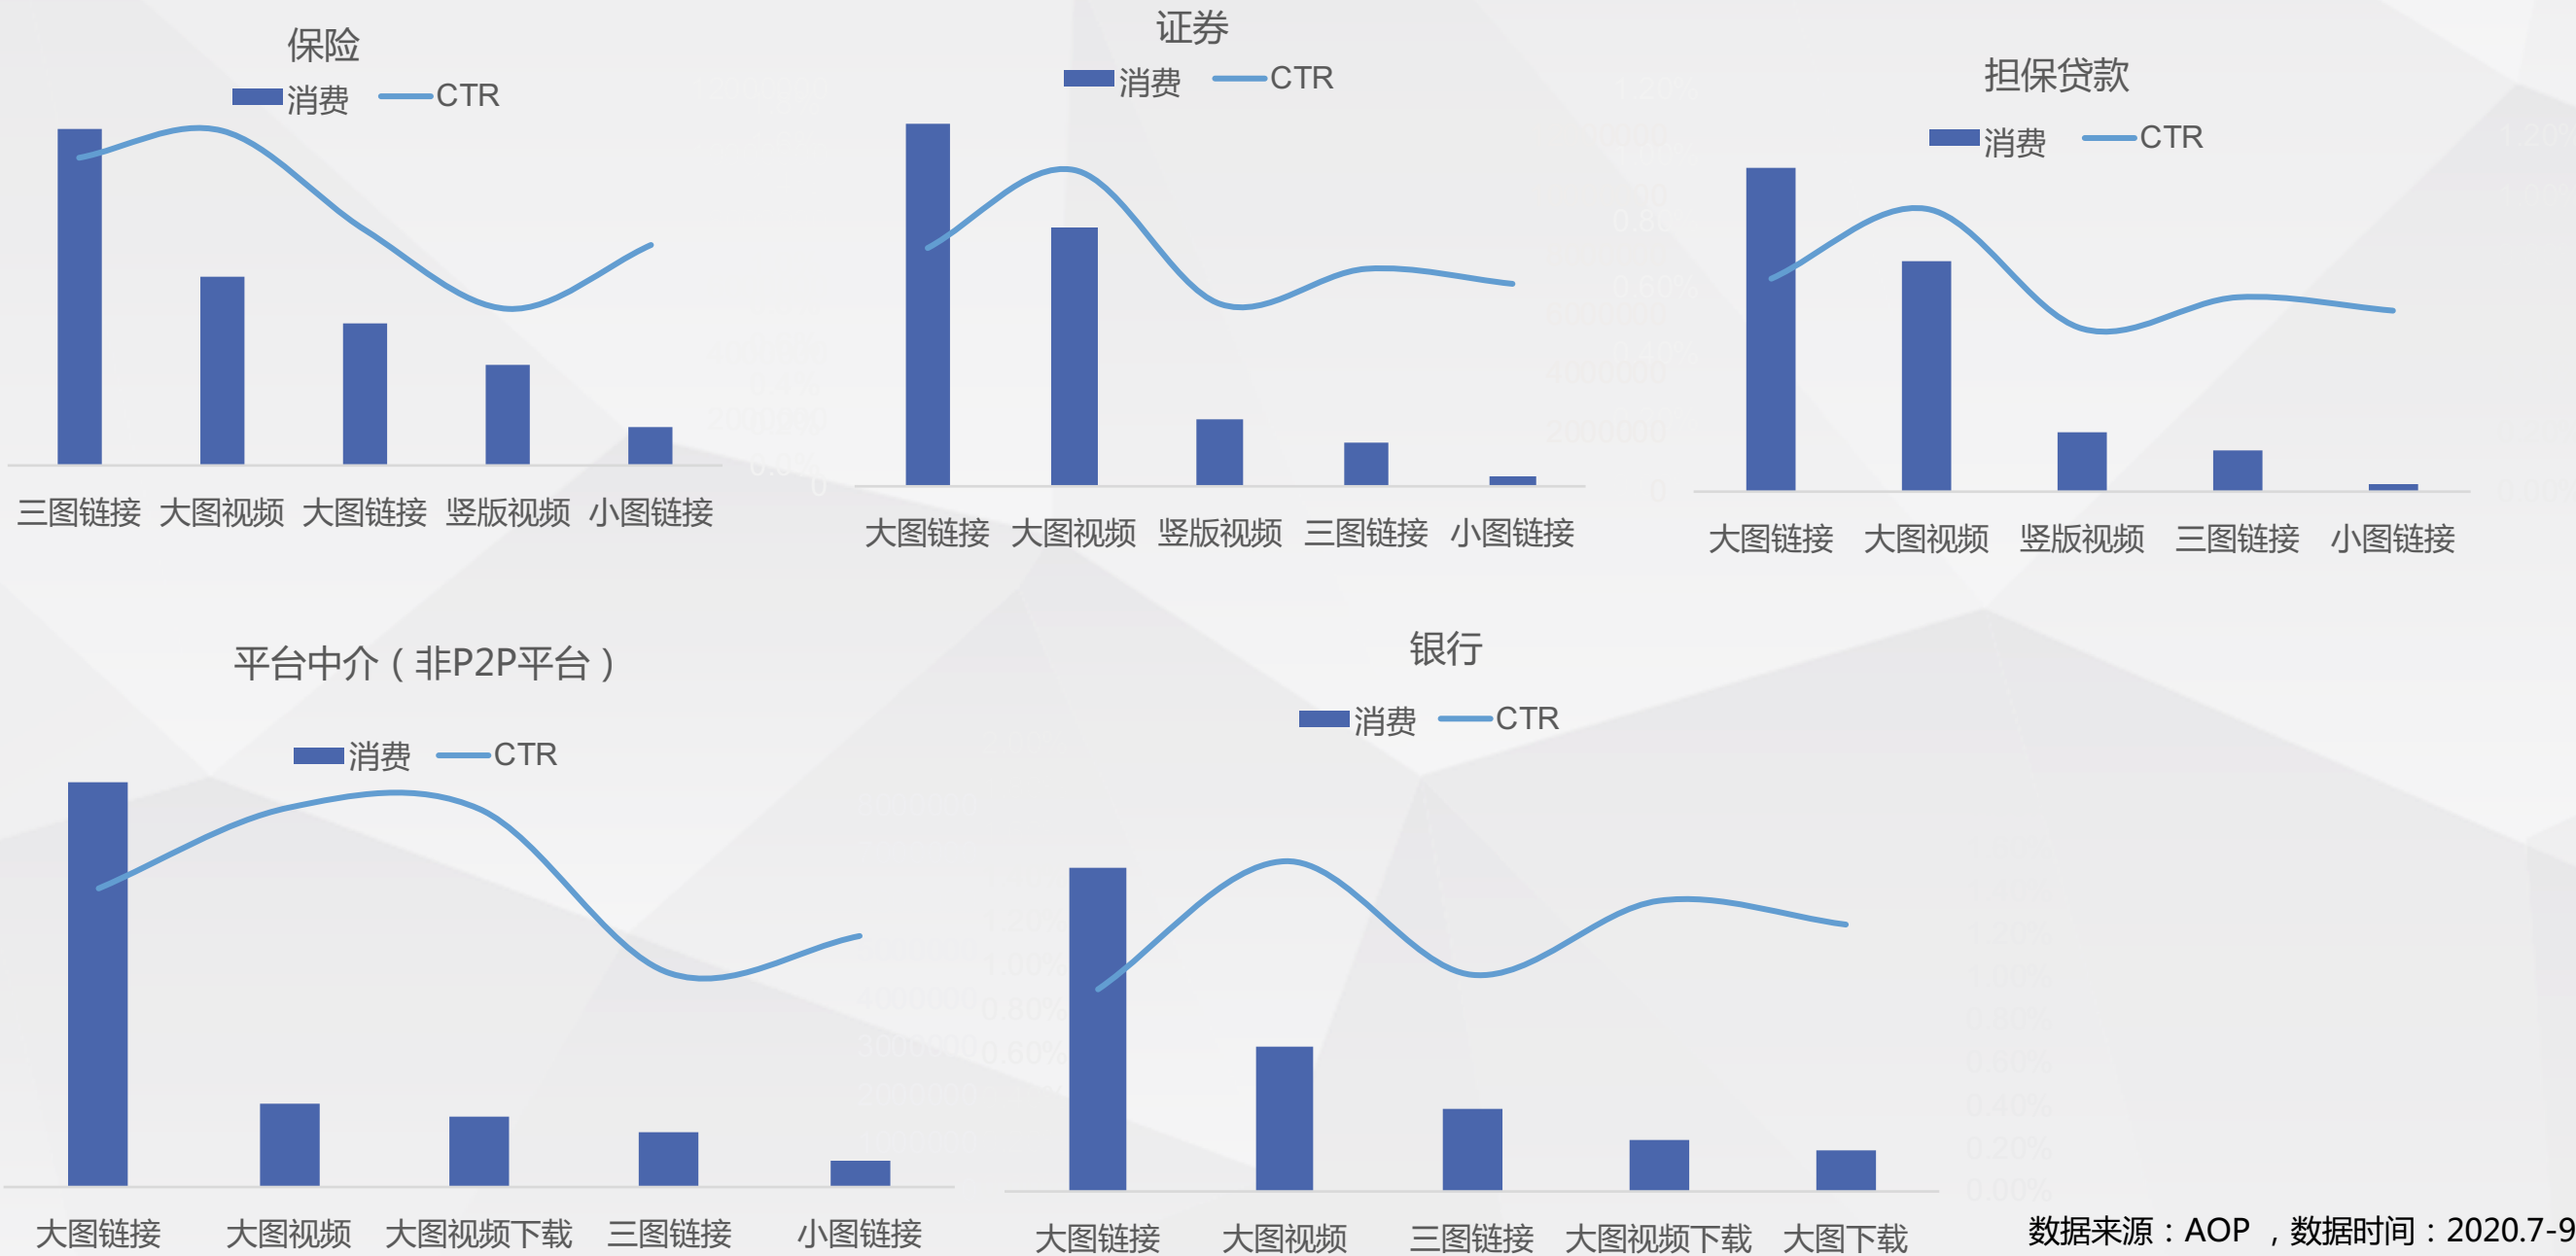 保险
消费 CTR
三图链接 大图视频 大图链接 竖版视频 小图链接
证券
消费 CTR
大图链接 大图视频 竖版视频 三图链接 小图链接
担保贷款
消费 CTR
大图链接 大图视频 竖版视频 三图链接 小图链接
平台中介（非P2P平台）
消费 CTR
大图链接 大图视频 大图视频下载 三图链接 小图链接
银行
消费 CTR
大图链接 大图视频 三图链接 大图视频下载 大图下载
数据来源：AOP ，数据时间：2020.7-9